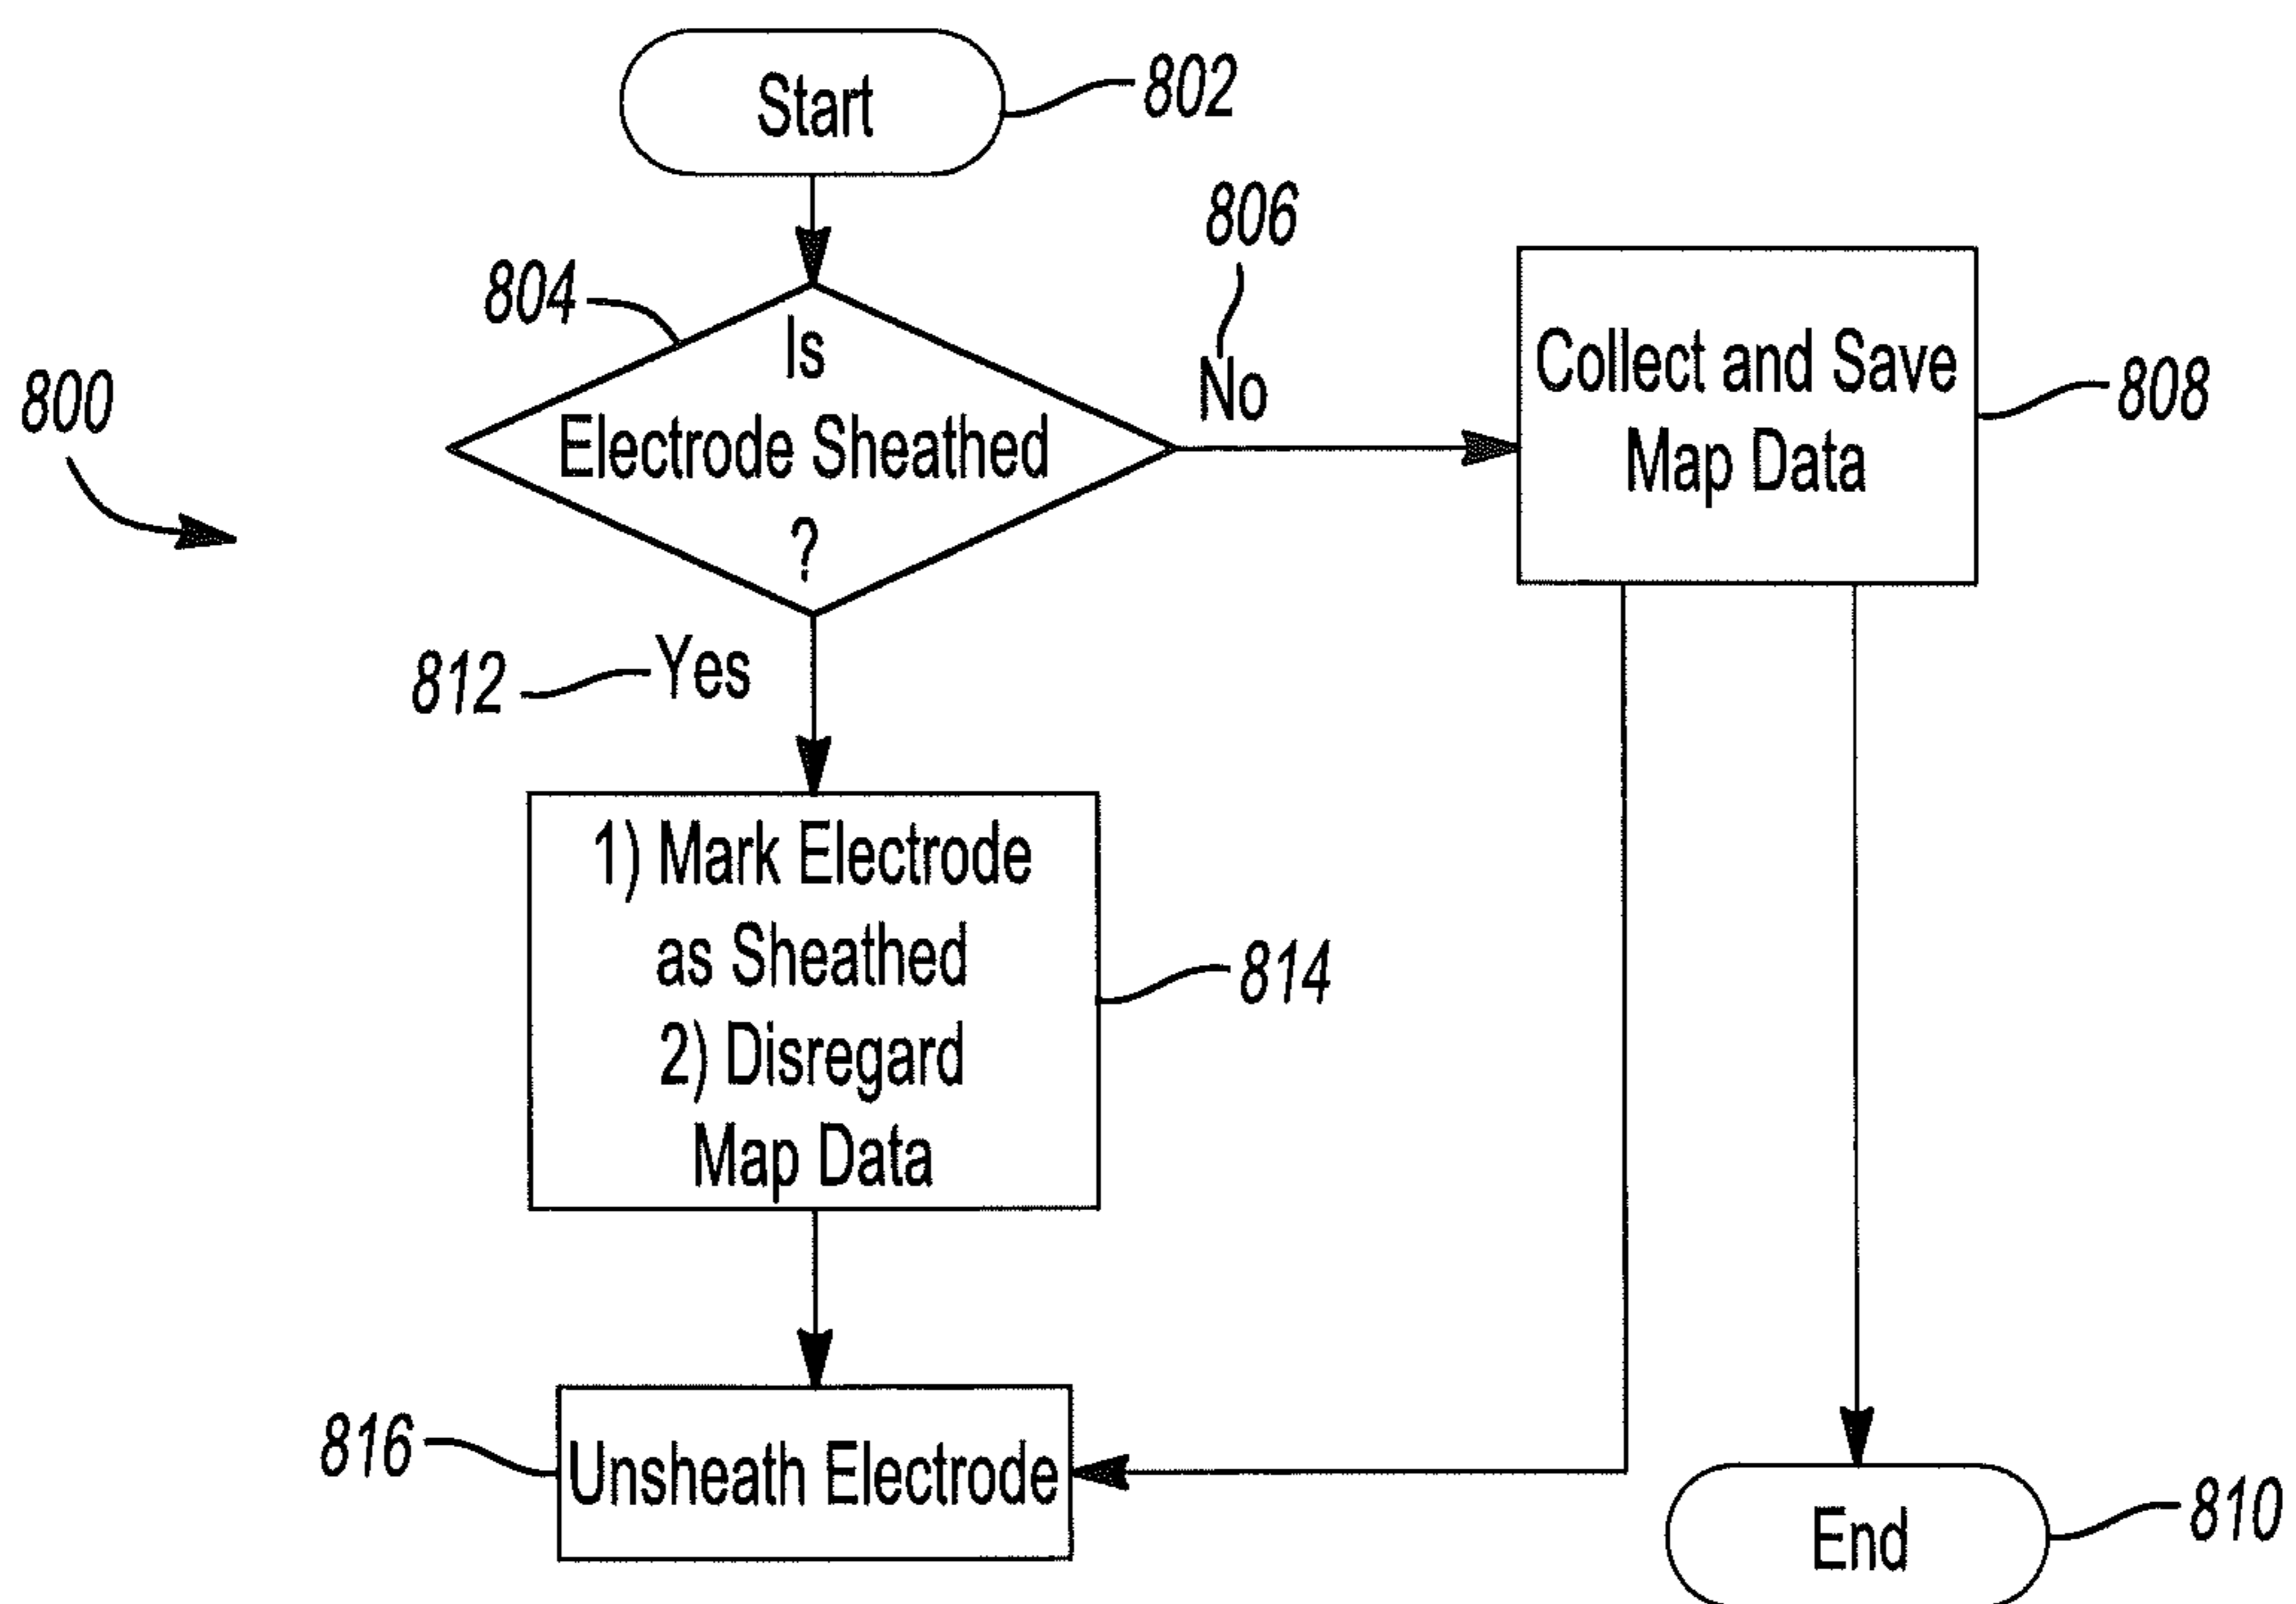 Start
802
806
804
Is
Electrode Sheathed
?
No
800
Collect and Save
Map Data
808
812
Yes
1) Mark Electrode
as Sheathed
2) Disregard
Map Data
814
816
Unsheath Electrode
End
810